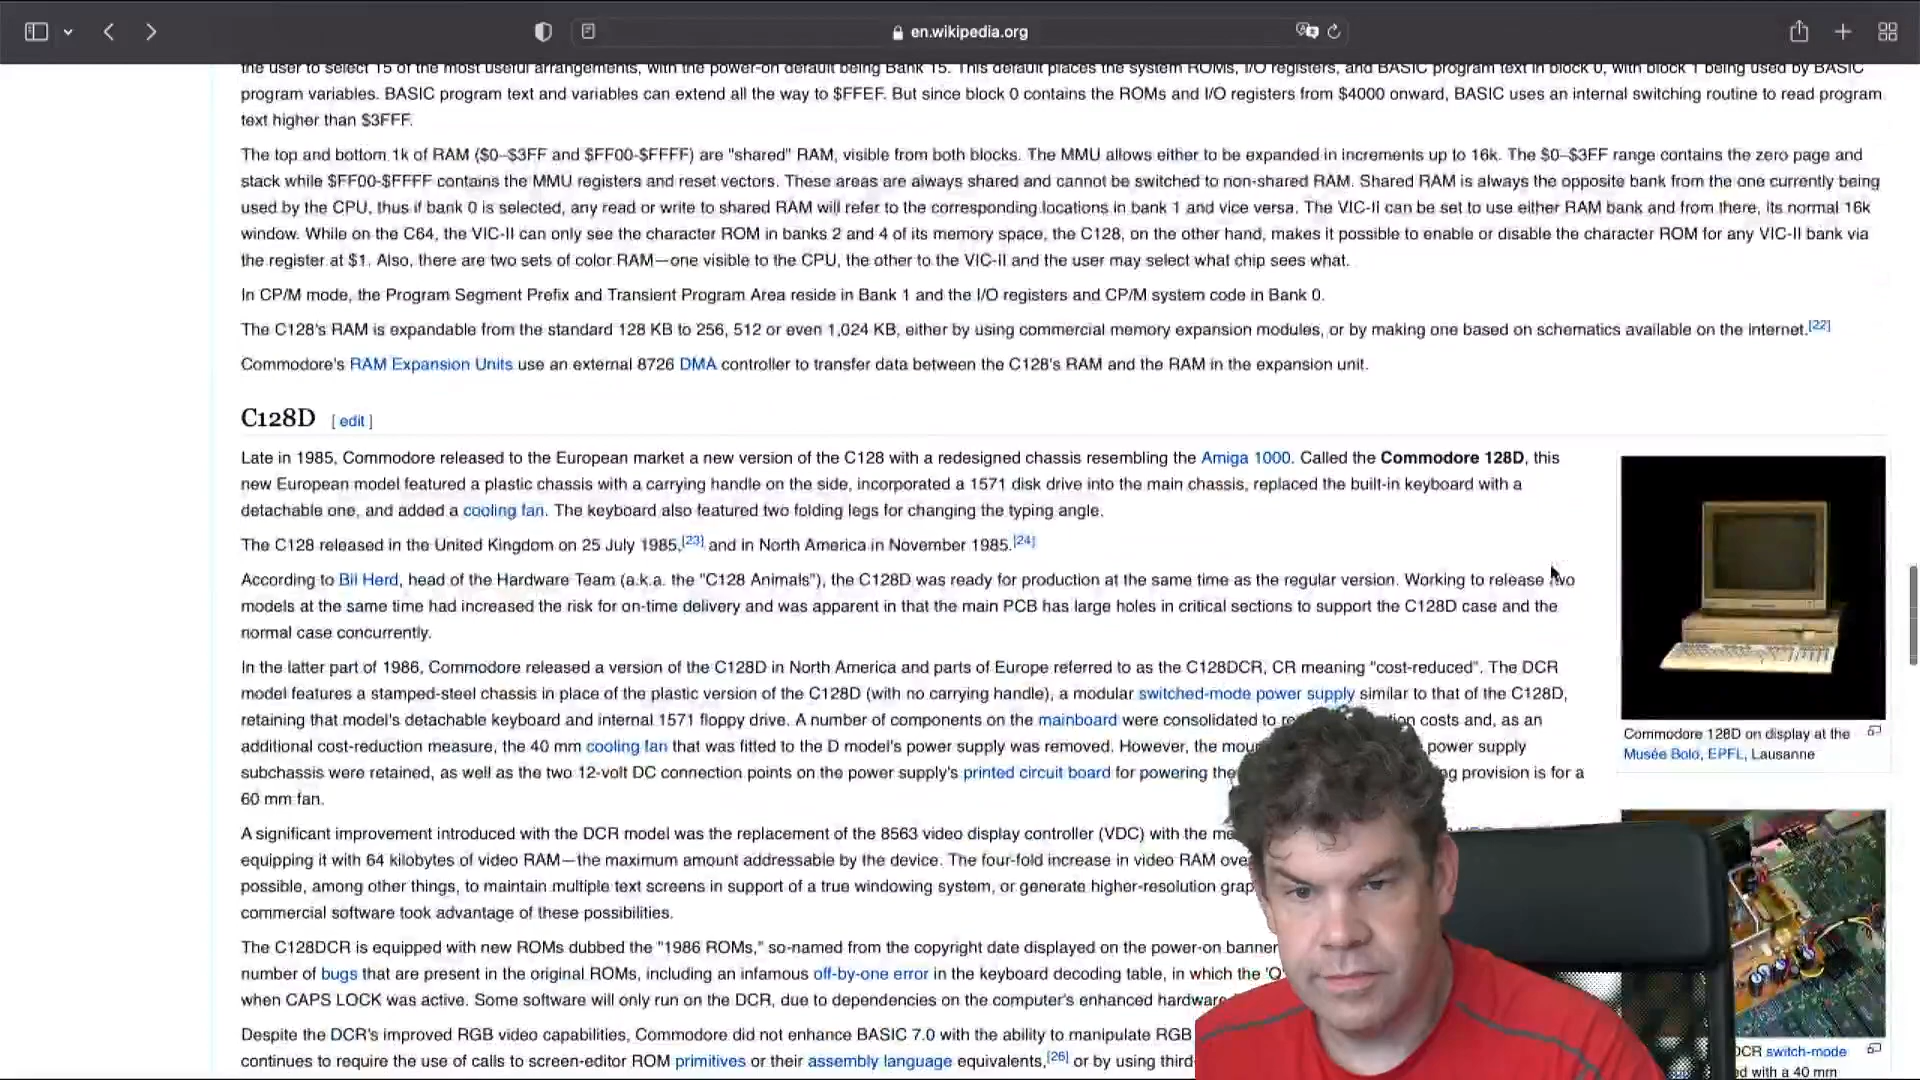 en.wikipedia.org
the user to select 15 of the most useful arrangements, with the power-on default being Bank 15. This default places the system ROMs, I/O registers, and BASIC program text in block 0, with block 1 being used by BASIC
program variables. BASIC program text and variables can extend all the way to $FFEF. But since block 0 contains the ROMs and I/O registers from $4000 onward, BASIC uses an internal switching routine to read program
text higher than $3FFF.
The top and bottom 1k of RAM ($0–$3FF and $FF00-$FFFF) are "shared" RAM, visible from both blocks. The MMU allows either to be expanded in increments up to 16k. The $0–$3FF range contains the zero page and
stack while $FF00-$FFFF contains the MMU registers and reset vectors. These areas are always shared and cannot be switched to non-shared RAM. Shared RAM is always the opposite bank from the one currently being
used by the CPU, thus if bank 0 is selected, any read or write to shared RAM will refer to the corresponding locations in bank 1 and vice versa. The VIC-II can be set to use either RAM bank and from there, its normal 16k
window. While on the C64, the VIC-II can only see the character ROM in banks 2 and 4 of its memory space, the C128, on the other hand, makes it possible to enable or disable the character ROM for any VIC-II bank via
the register at $1. Also, there are two sets of color RAM—one visible to the CPU, the other to the VIC-II and the user may select what chip sees what.
In CP/M mode, the Program Segment Prefix and Transient Program Area reside in Bank 1 and the I/O registers and CP/M system code in Bank 0.
The C128's RAM is expandable from the standard 128 KB to 256, 512 or even 1,024 KB, either by using commercial memory expansion modules, or by making one based on schematics available on the internet.[22]
Commodore's RAM Expansion Units use an external 8726 DMA controller to transfer data between the C128's RAM and the RAM in the expansion unit.
C128D [ edit ]
Late in 1985, Commodore released to the European market a new version of the C128 with a redesigned chassis resembling the Amiga 1000. Called the Commodore 128D, this
new European model featured a plastic chassis with a carrying handle on the side, incorporated a 1571 disk drive into the main chassis, replaced the built-in keyboard with a
detachable one, and added a cooling fan. The keyboard also featured two folding legs for changing the typing angle.
The C128 released in the United Kingdom on 25 July 1985,[23] and in North America in November 1985.[24]
According to Bil Herd, head of the Hardware Team (a.k.a. the "C128 Animals"), the C128D was ready for production at the same time as the regular version. Working to release two
models at the same time had increased the risk for on-time delivery and was apparent in that the main PCB has large holes in critical sections to support the C128D case and the
normal case concurrently.
In the latter part of 1986, Commodore released a version of the C128D in North America and parts of Europe referred to as the C128DCR, CR meaning "cost-reduced". The DCR
model features a stamped-steel chassis in place of the plastic version of the C128D (with no carrying handle), a modular switched-mode power supply similar to that of the C128D,
retaining that model's detachable keyboard and internal 1571 floppy drive. A number of components on the mainboard were consolidated to costs and, as an
additional cost-reduction measure, the 40 mm cooling fan that was fitted to the D model's power supply was removed. However, the power supply
subchassis were retained, as well as the two 12-volt DC connection points on the power supply's printed circuit board for powering the provision is for a
60 mm fan.
A significant improvement introduced with the DCR model was the replacement of the 8563 video display controller (VDC) with the
equipping it with 64 kilobytes of video RAM—the maximum amount addressable by the device. The four-fold increase in video RAM
possible, among other things, to maintain multiple text screens in support of a true windowing system, or generate higher-resolution
commercial software took advantage of these possibilities.
The C128DCR is equipped with new ROMs dubbed the "1986 ROMs," so-named from the copyright date displayed on the power-on banner
number of bugs that are present in the original ROMs, including an infamous off-by-one error in the keyboard decoding table, in which the 'Q'
when CAPS LOCK was active. Some software will only run on the DCR, due to dependencies on the computer's enhanced hardware
Despite the DCR's improved RGB video capabilities, Commodore did not enhance BASIC 7.0 with the ability to manipulate RGB
continues to require the use of calls to screen-editor ROM primitives or their assembly language equivalents,[26] or by using third-
Commodore 128D on display at the
Musée Bolo, EPFL, Lausanne
DCR switch-mode
with a 40 mm